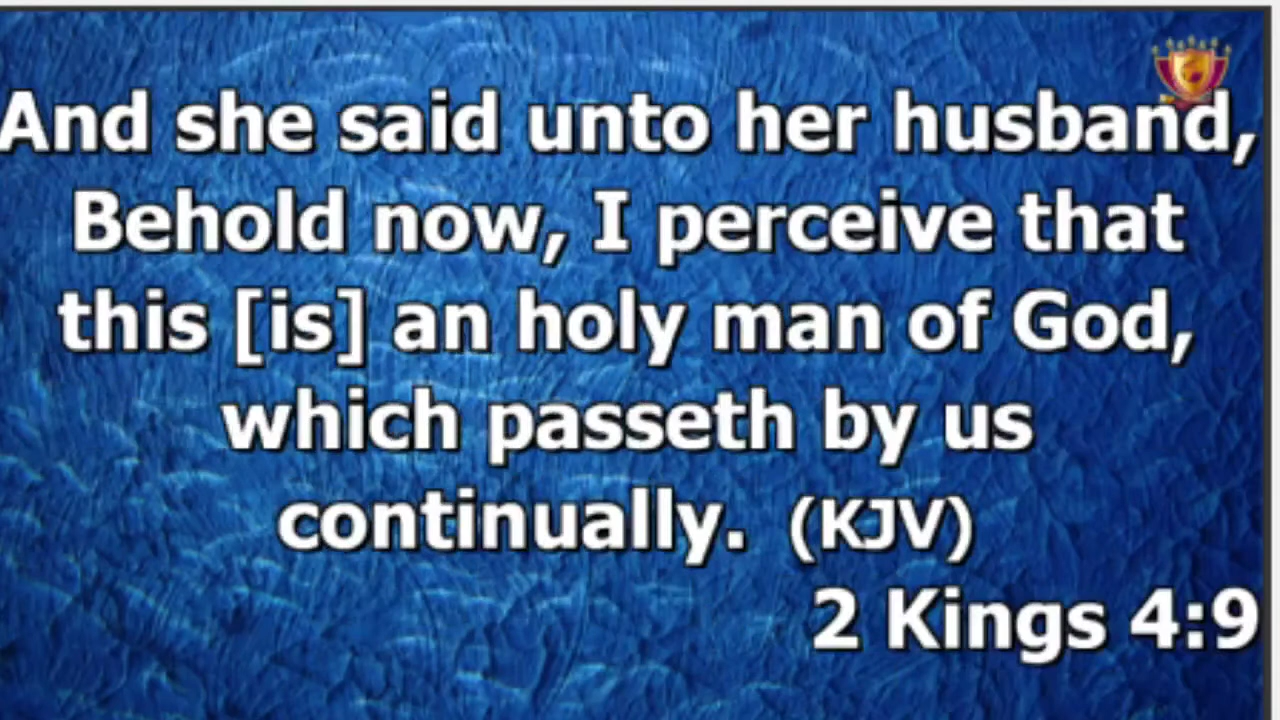 And she said unto her husband,
Behold now, I perceive that
this [is] an holy man of God,
which passeth by us
continually. (KJV)
2 Kings 4:9